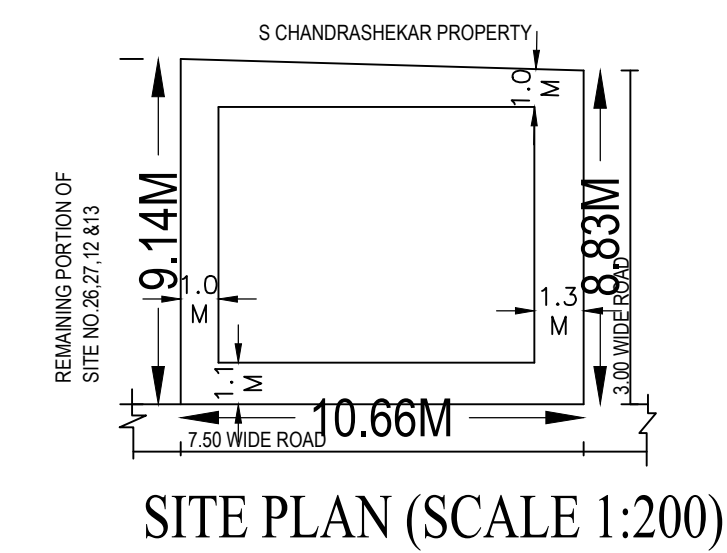 S CHANDRASHEKAR PROPERTY
1.0
M
REMAINING PORTION OF
SITE NO.26,27,12 &13
9.14M
8.83M
3.00 WIDE ROAD
1.0
M
1.3
M
1.1
M
10.66M
7.50 WIDE ROAD
SITE PLAN (SCALE 1:200)